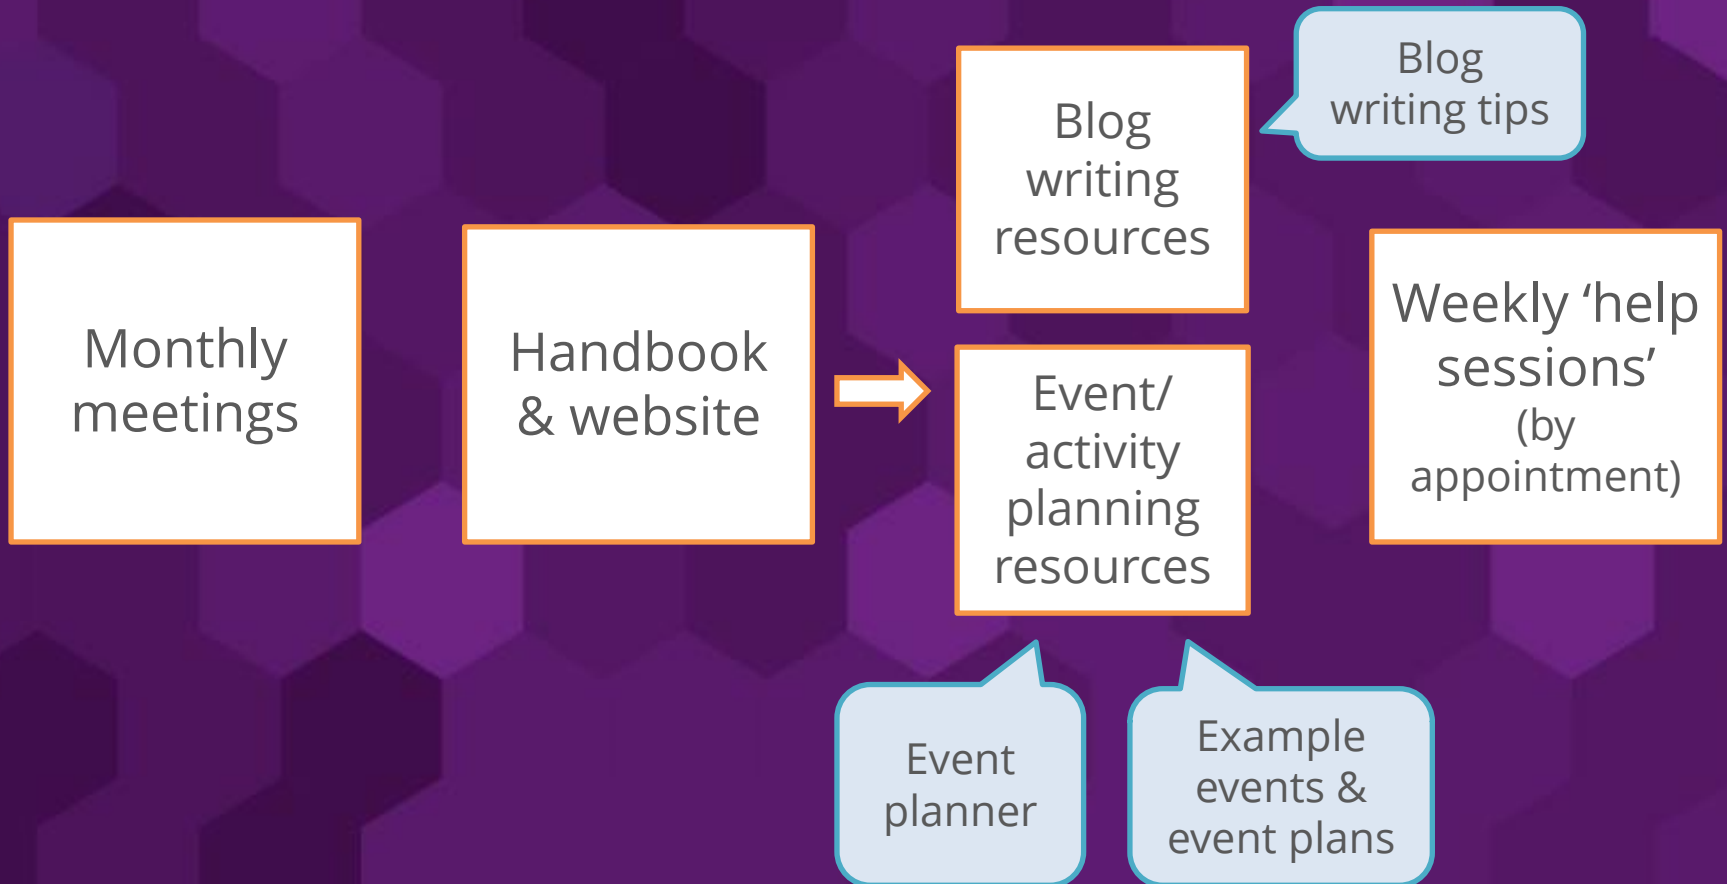 Monthly
meetings
Handbook
& website
Blog
writing
resources
Blog
writing tips
Event/
activity
planning
resources
Event
planner
Example
events &
event plans
Weekly ‘help
sessions’
(by
appointment)